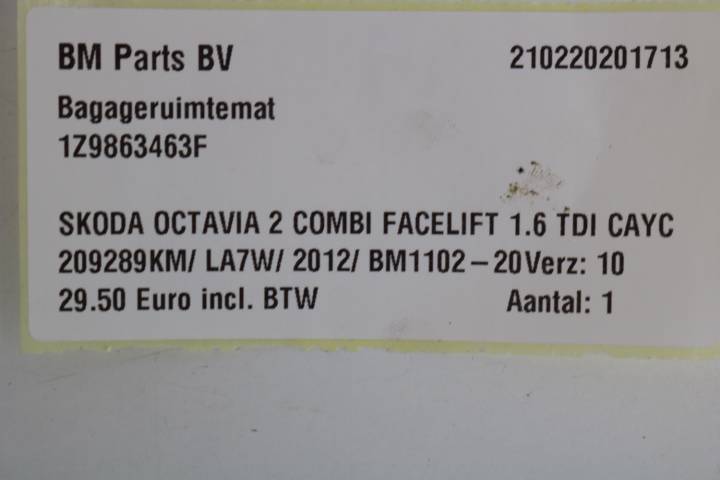 BM Parts BV 210220201713
Bagageruimtemat
1Z9863463F
SKODA OCTAVIA 2 COMBI FACELIFT 1.6 TDI CAYC
209289KM/ LA7W/ 2012/ BM1102-20Verz: 10
29.50 Euro incl. BTW Aantal: 1